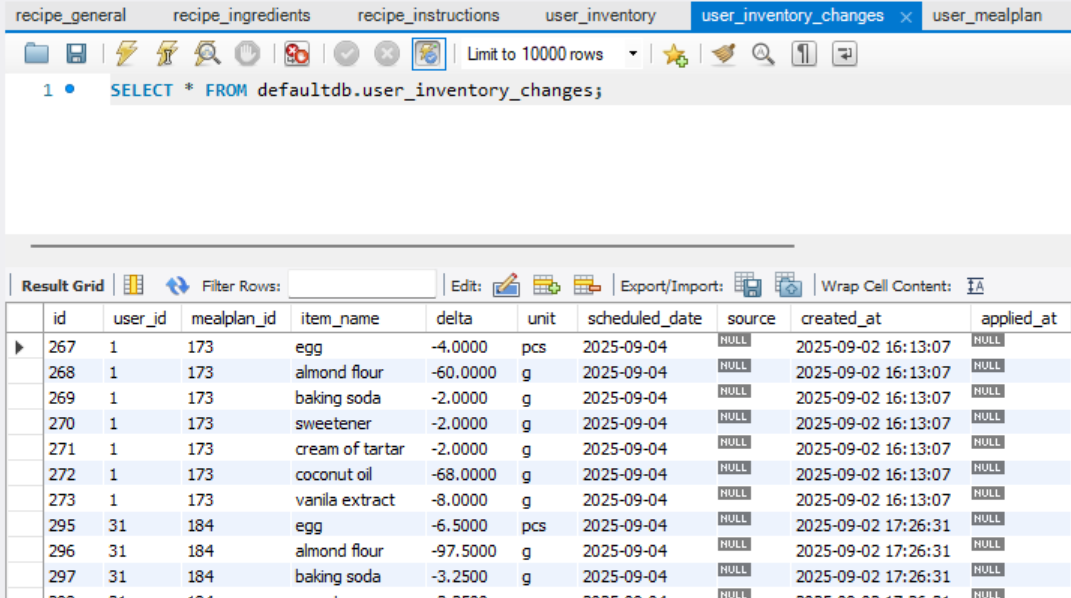 recipe_general recipe_ingredients recipe_instructions user_inventory user_inventory_changes × user_mealplan
Limit to 10000 rows
1 SELECT * FROM defaultdb.user_inventory_changes;
Result Grid Filter Rows: Edit: Export/Import: Wrap Cell Content:
id user_id mealplan_id item_name delta unit scheduled_date source created_at applied_at
267 1 173 egg -4.0000 pcs 2025-09-04 NULL 2025-09-02 16:13:07 NULL
268 1 173 almond flour -60.0000 g 2025-09-04 NULL 2025-09-02 16:13:07 NULL
269 1 173 baking soda -2.0000 g 2025-09-04 NULL 2025-09-02 16:13:07 NULL
270 1 173 sweetener -2.0000 g 2025-09-04 NULL 2025-09-02 16:13:07 NULL
271 1 173 cream of tartar -2.0000 g 2025-09-04 NULL 2025-09-02 16:13:07 NULL
272 1 173 coconut oil -68.0000 g 2025-09-04 NULL 2025-09-02 16:13:07 NULL
273 1 173 vanila extract -8.0000 g 2025-09-04 NULL 2025-09-02 16:13:07 NULL
295 31 184 egg -6.5000 pcs 2025-09-04 NULL 2025-09-02 17:26:31 NULL
296 31 184 almond flour -97.5000 g 2025-09-04 NULL 2025-09-02 17:26:31 NULL
297 31 184 baking soda -3.2500 g 2025-09-04 NULL 2025-09-02 17:26:31 NULL
NULL NULL